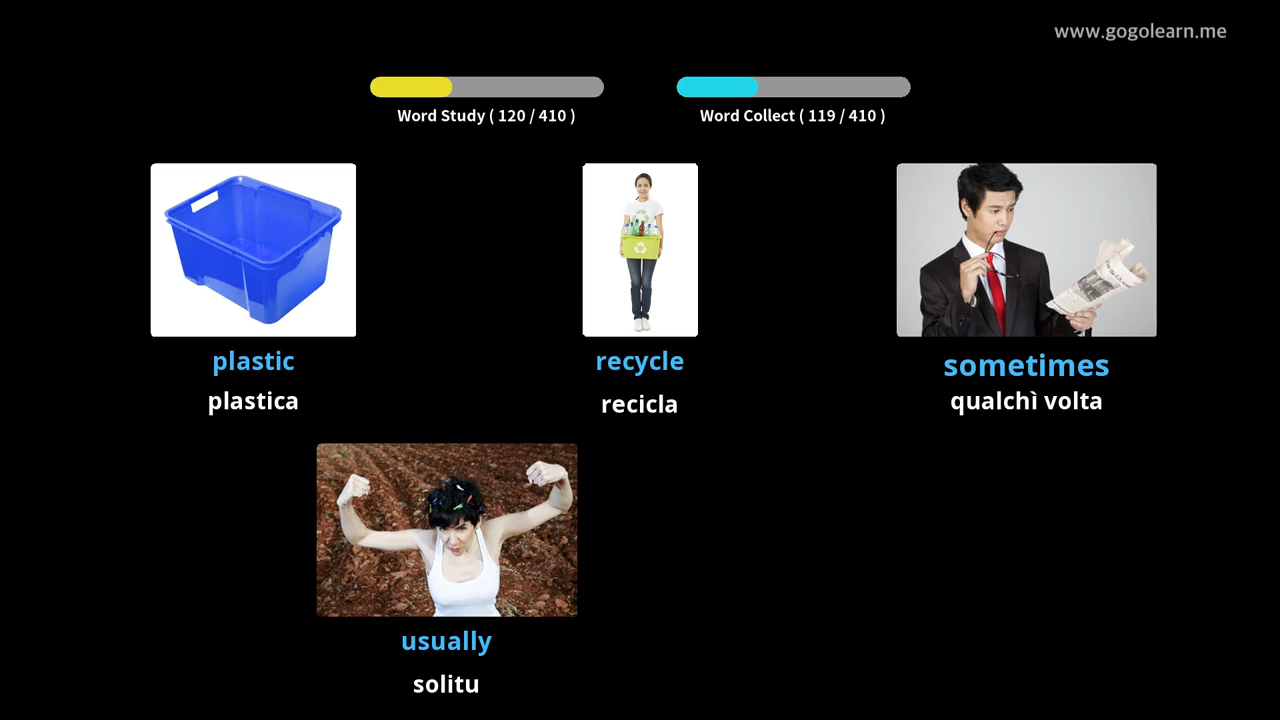 www.gogolearn.me
Word Study ( 120 / 410 )
Word Collect ( 119 / 410 )
plastic
plastica
recycle
recicla
sometimes
qualchì volta
usually
solitu